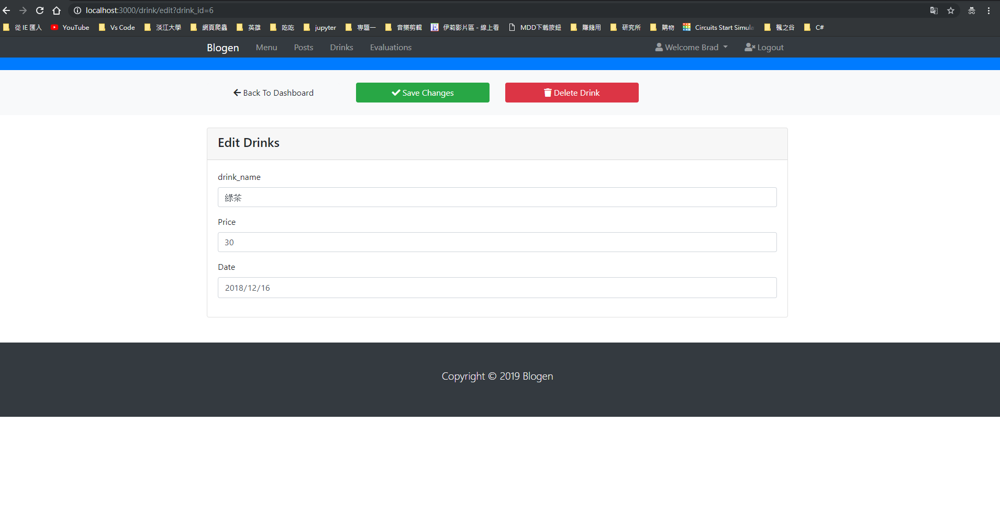 localhost:3000/drink/edit?drink_id=6
從 IE 匯入 YouTube Vs Code 淡江大學 網頁爬蟲 英雄 吃吃 jupyter 專題一 音樂剪輯 E 伊莉影片區 - 線上看 MDD下載按鈕 賺錢用 研究所 購物 Circuits Start Simula 楓之谷 C#
Blogen Menu Posts Drinks Evaluations Welcome Brad Logout
Back To Dashboard Save Changes Delete Drink
Edit Drinks
drink_name
綠茶
Price
30
Date
2018/12/16
Copyright © 2019 Blogen